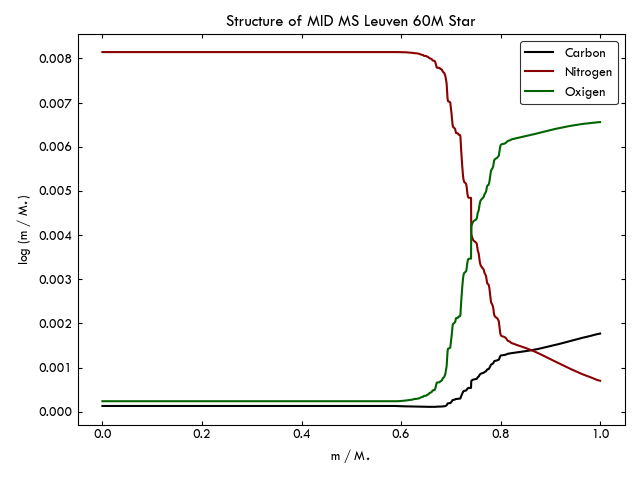 Structure of MID MS Leuven 60M Star
Carbon
Nitrogen
Oxigen
log (m / M⋆)
0.008
0.007
0.006
0.005
0.004
0.003
0.002
0.001
0.000
0.0 0.2 0.4 0.6 0.8 1.0
m / M⋆